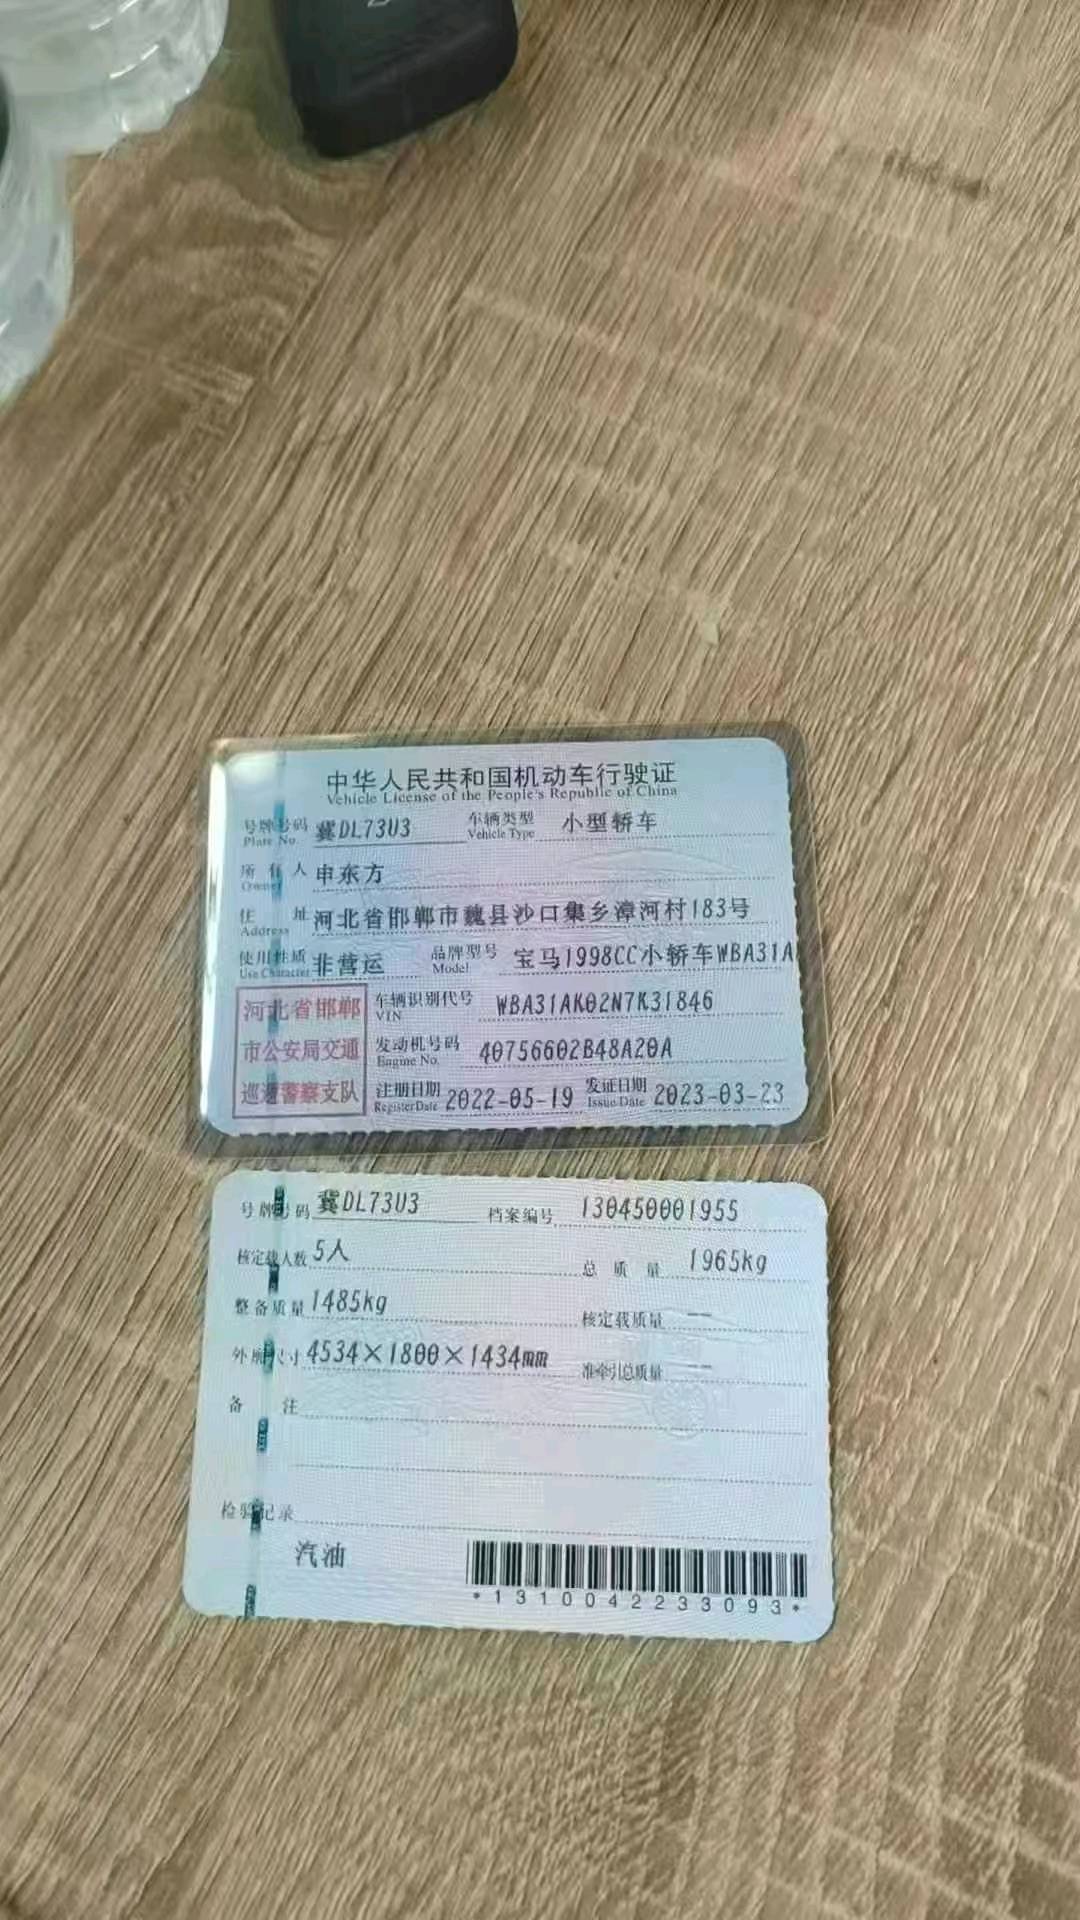 中华人民共和国机动车行驶证
Vehicle License of the People's Republic of China
号牌号码 冀DL73U3 车辆类型 小型轿车
Plate No. Vehicle Type
所有人 申东方
Owner
住址 河北省邯郸市魏县沙口集乡漳河村183号
Address
使用性质 非营运 品牌型号 宝马1998CC小轿车WBA31A
Use Character Model
河北省邯郸
市公安局交通
巡逻警察支队
车辆识别代号 WBA31AK02N7K31846
VIN
发动机号码 40756602B48A20A
Engine No.
注册日期 2022-05-19 发证日期 2023-03-23
Register Date Issue Date
号牌号码 冀DL73U3 档案编号 130450001955
核定载人数 5人 总质量 1965kg
整备质量 1485kg 核定载质量 --
外廓尺寸 4534×1800×1434mm 准牵引总质量 --
备注
检验记录
汽油
*1310042233093*